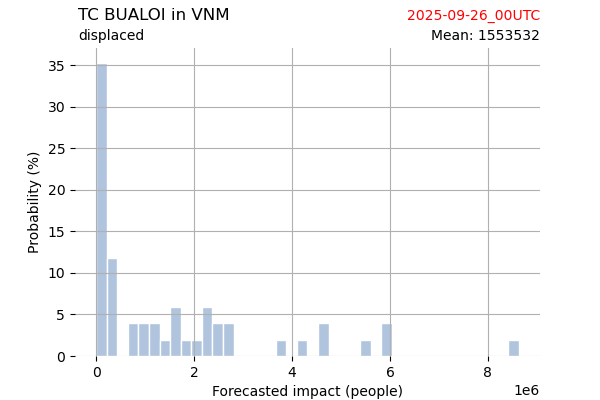 TC BUALOI in VNM
2025-09-26_00UTC
displaced
Mean: 1553532
35
30
25
20
15
10
5
0
Probability (%)
0 2 4 6 8
1e6
Forecasted impact (people)